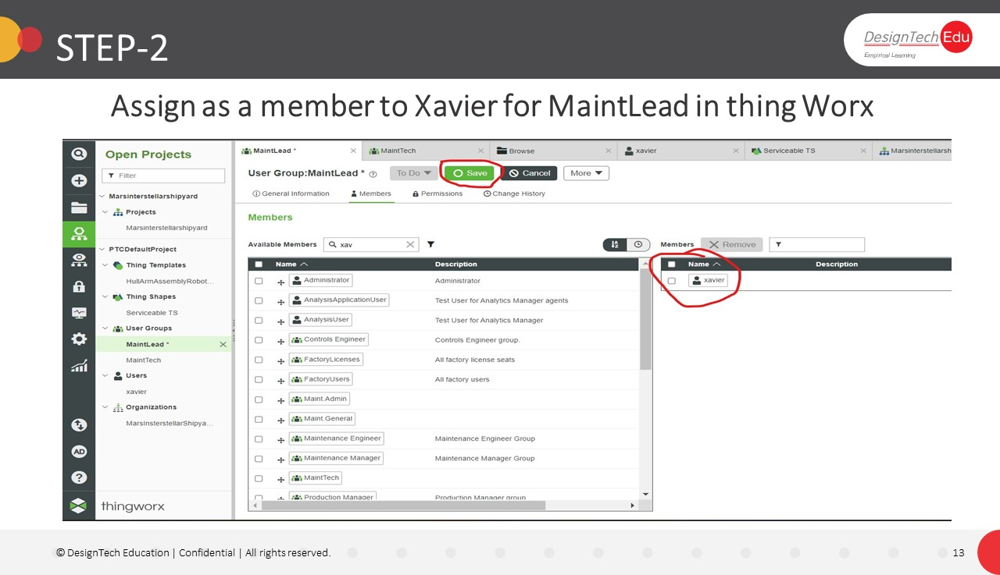 STEP-2
DesignTech Edu
Empirical Learning
Assign as a member to Xavier for MaintLead in thing Worx
Open Projects
Filter
Marsinterstellarshipyard
Projects
Marsinterstellarshipyard
PTCDefaultProject
Thing Templates
HullArmAssemblyRobot...
Thing Shapes
Serviceable TS
User Groups
MaintLead *
MaintTech
Users
xavier
Organizations
MarsInsterstellarShipya...
AD
thingworx
MaintLead *
MaintTech
Browse
xavier
Serviceable TS
Marsinterstellarsh
User Group:MaintLead *
To Do
Save
Cancel
More
General Information
Members
Permissions
Change History
Members
Available Members
xav
Name
Description
Administrator
Administrator
AnalysisApplicationUser
Test User for Analytics Manager agents
AnalysisUser
Test User for Analytics Manager
Controls Engineer
Controls Engineer group.
FactoryLicenses
All factory license seats
FactoryUsers
All factory users
Maint.Admin
Maint.General
Maintenance Engineer
Maintenance Engineer Group
Maintenance Manager
Maintenance Manager Group
MaintTech
Production Manager
Production Manager group
Members
Remove
Name
Description
xavier
© DesignTech Education | Confidential | All rights reserved.
13